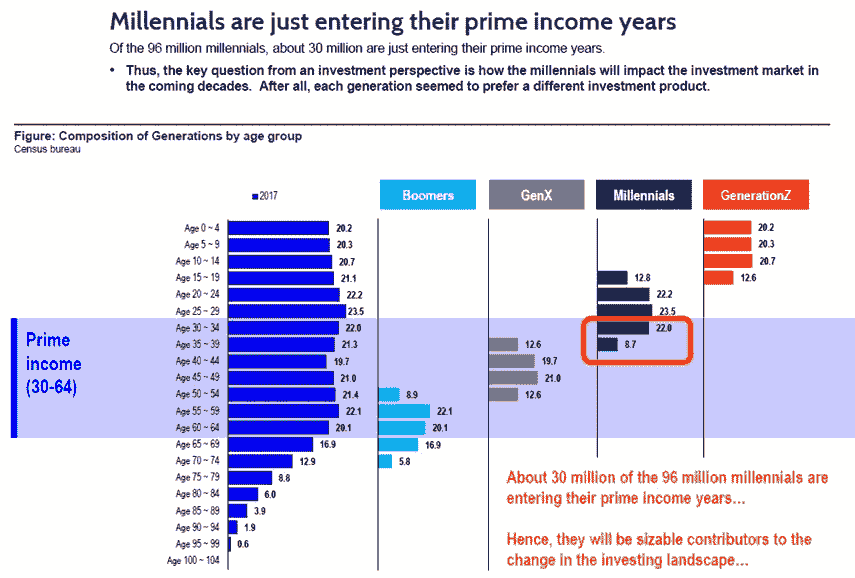 Millennials are just entering their prime income years
Of the 96 million millennials, about 30 million are just entering their prime income years.
• Thus, the key question from an investment perspective is how the millennials will impact the investment market in
the coming decades. After all, each generation seemed to prefer a different investment product.
Figure: Composition of Generations by age group
Census bureau
2017 Boomers GenX Millennials GenerationZ
Age 0 ~ 4 20.2 20.2
Age 5 ~ 9 20.3 20.3
Age 10 ~ 14 20.7 20.7
Age 15 ~ 19 21.1 12.8 12.6
Age 20 ~ 24 22.2 22.2
Age 25 ~ 29 23.5 23.5
Age 30 ~ 34 22.0 22.0
Age 35 ~ 39 21.3 12.6 8.7
Age 40 ~ 44 19.7 19.7
Age 45 ~ 49 21.0 21.0
Age 50 ~ 54 21.4 8.9 12.6
Age 55 ~ 59 22.1 22.1
Age 60 ~ 64 20.1 20.1
Age 65 ~ 69 16.9 16.9
Age 70 ~ 74 12.9 5.8
Age 75 ~ 79 8.8
Age 80 ~ 84 6.0
Age 85 ~ 89 3.9
Age 90 ~ 94 1.9
Age 95 ~ 99 0.6
Age 100 ~ 104
Prime
income
(30-64)
About 30 million of the 96 million millennials are
entering their prime income years...
Hence, they will be sizable contributors to the
change in the investing landscape...